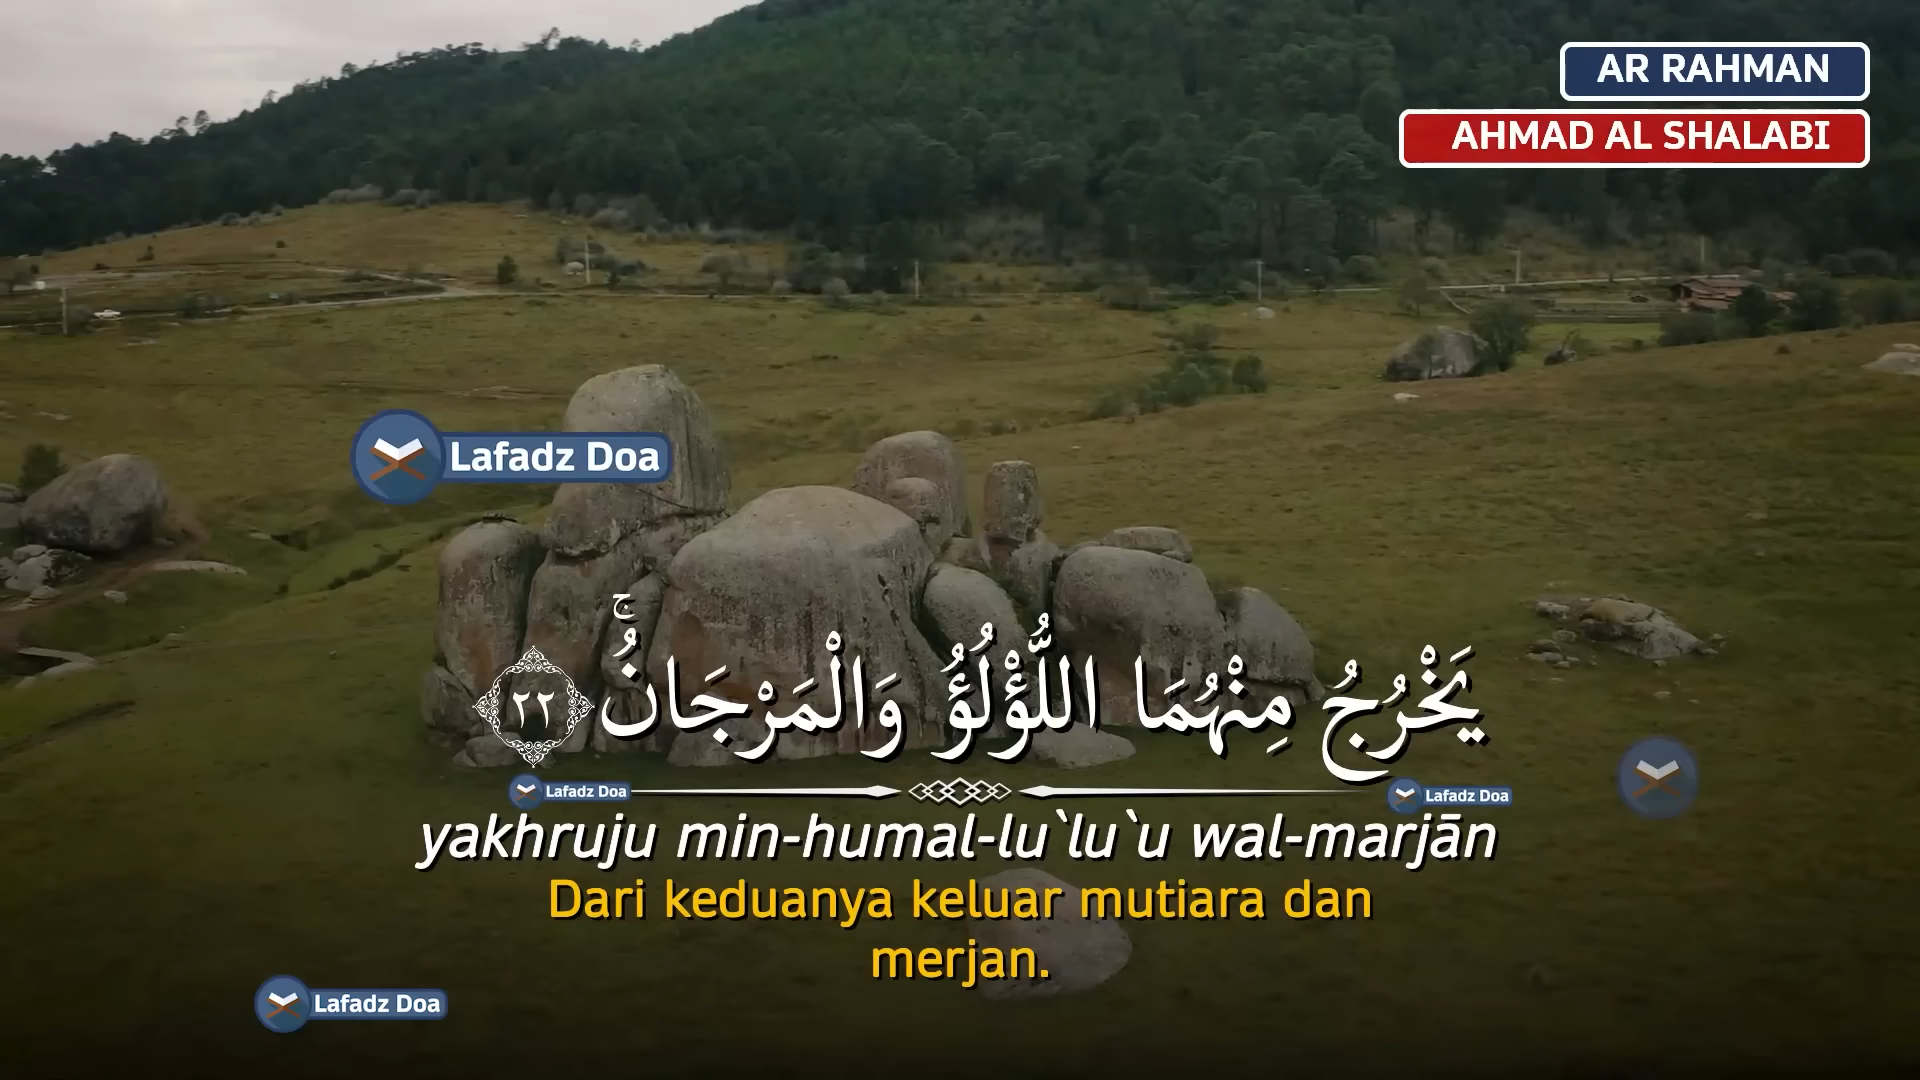 AR RAHMAN
AHMAD AL SHALABI
Lafadz Doa
يَخْرُجُ مِنْهُمَا اللُّؤْلُؤُ وَالْمَرْجَانُۚ ٢٢
Lafadz Doa
Lafadz Doa
yakhruju min-humal-lu`lu`u wal-marjān
Dari keduanya keluar mutiara dan
merjan.
Lafadz Doa